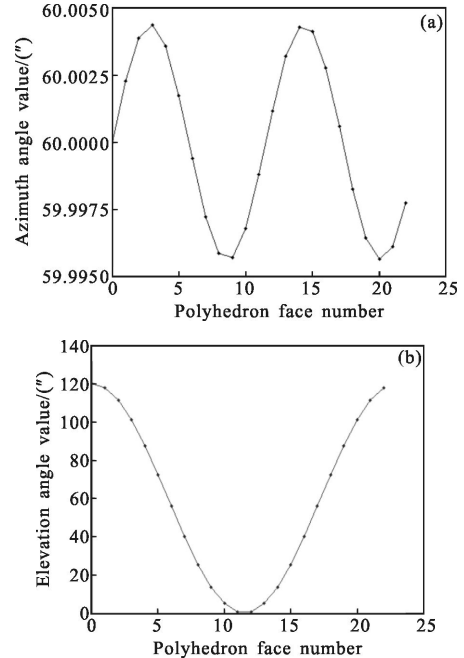 (a)
Azimuth angle value/(″)
60.0050
60.0025
60.0000
59.9975
59.9950
0 5 10 15 20 25
Polyhedron face number
(b)
Elevation angle value/(″)
140
120
100
80
60
40
20
0
0 5 10 15 20 25
Polyhedron face number